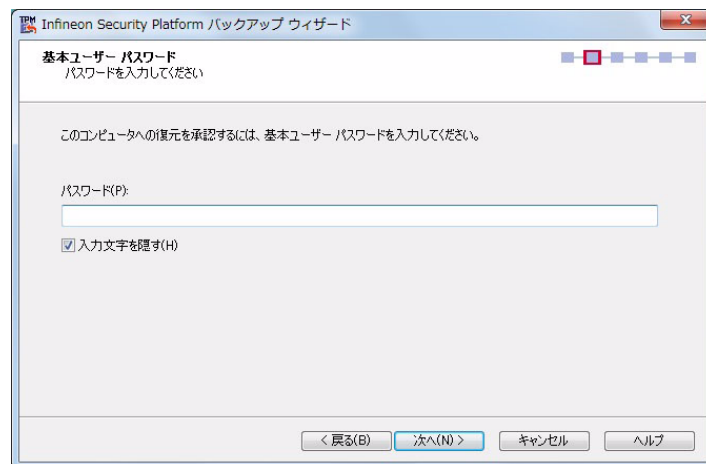 TPM Infineon Security Platform バックアップ ウィザード
基本ユーザー パスワード
パスワードを入力してください
このコンピュータへの復元を承認するには、基本ユーザー パスワードを入力してください。
パスワード(P):
入力文字を隠す(H)
< 戻る(B) 次へ(N) > キャンセル ヘルプ